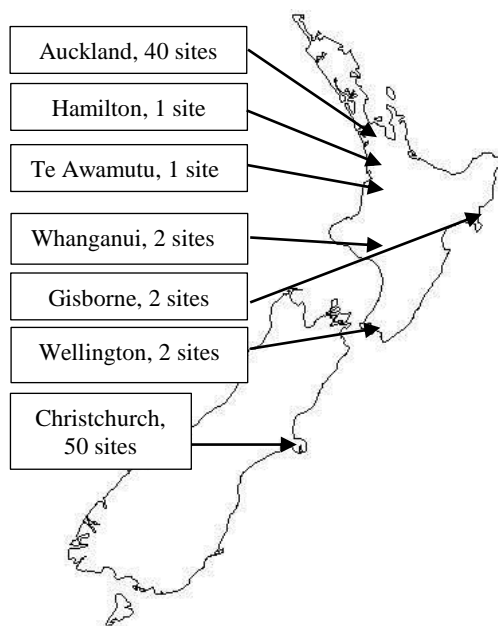 Auckland, 40 sites
Hamilton, 1 site
Te Awamutu, 1 site
Whanganui, 2 sites
Gisborne, 2 sites
Wellington, 2 sites
Christchurch,
50 sites